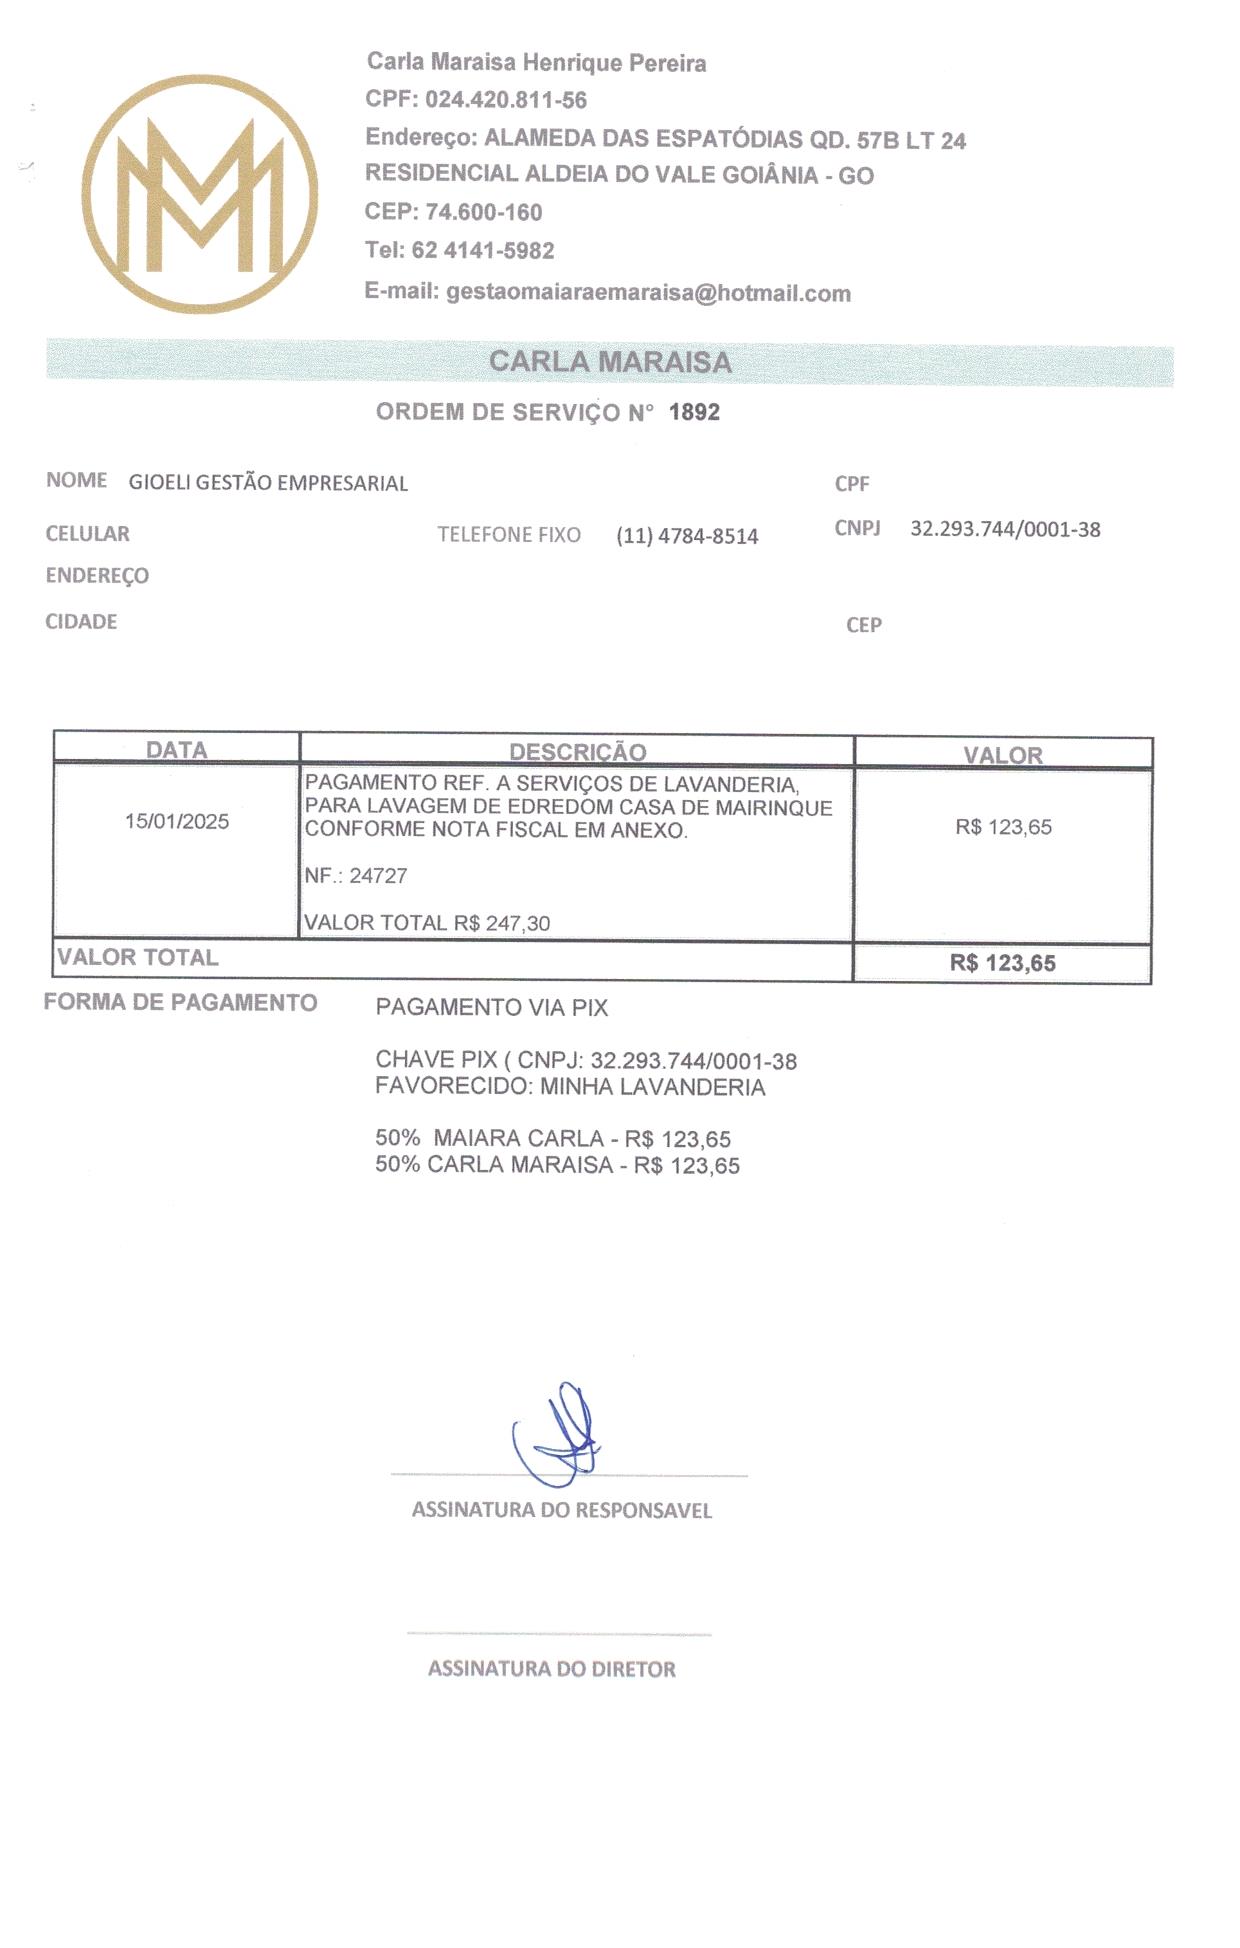 Carla Maraisa Henrique Pereira
CPF: 024.420.811-56
Endereço: ALAMEDA DAS ESPATÓDIAS QD. 57B LT 24
RESIDENCIAL ALDEIA DO VALE GOIÂNIA - GO
CEP: 74.600-160
Tel: 62 4141-5982
E-mail: gestaomaiaraemaraisa@hotmail.com
CARLA MARAISA
ORDEM DE SERVIÇO N° 1892
NOME GIOELI GESTÃO EMPRESARIAL CPF
CELULAR TELEFONE FIXO (11) 4784-8514 CNPJ 32.293.744/0001-38
ENDEREÇO
CIDADE CEP
DATA DESCRIÇÃO VALOR
PAGAMENTO REF. A SERVIÇOS DE LAVANDERIA,
PARA LAVAGEM DE EDREDOM CASA DE MAIRINQUE
15/01/2025 CONFORME NOTA FISCAL EM ANEXO. R$ 123,65
NF.: 24727
VALOR TOTAL R$ 247,30
VALOR TOTAL R$ 123,65
FORMA DE PAGAMENTO PAGAMENTO VIA PIX
CHAVE PIX ( CNPJ: 32.293.744/0001-38
FAVORECIDO: MINHA LAVANDERIA
50% MAIARA CARLA - R$ 123,65
50% CARLA MARAISA - R$ 123,65
ASSINATURA DO RESPONSAVEL
ASSINATURA DO DIRETOR